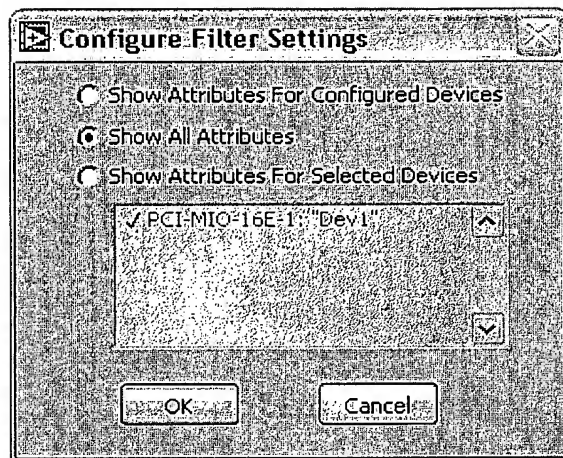 Configure Filter Settings
Show Attributes For Configured Devices
Show All Attributes
Show Attributes For Selected Devices
✓ PCI-MIO-16E-1: "Dev1"
OK
Cancel